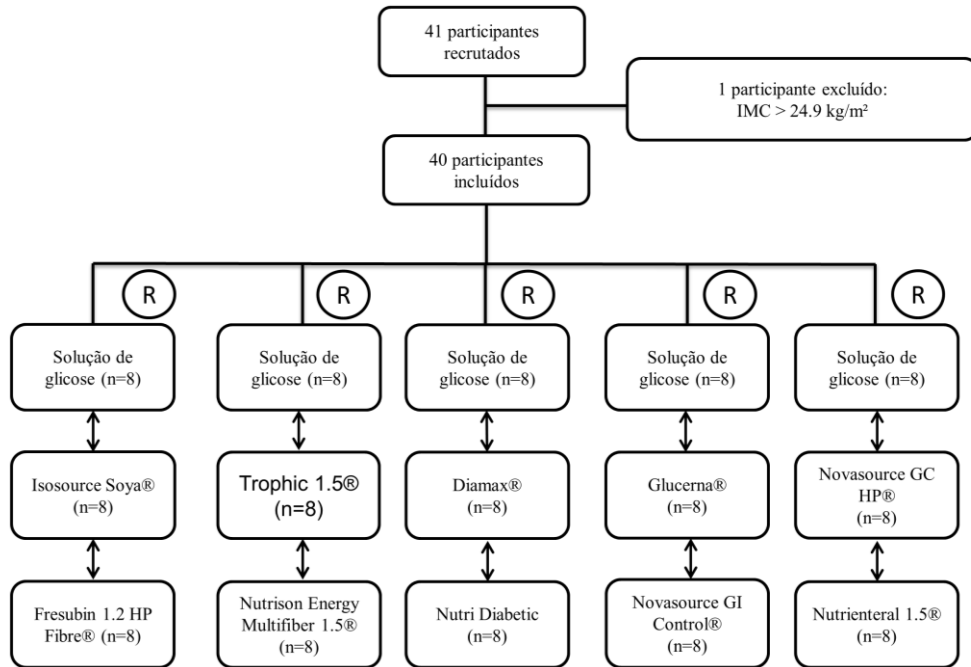 41 participantes
recrutados
1 participante excluído:
IMC > 24.9 kg/m²
40 participantes
incluídos
R
R
R
R
R
Solução de
glicose (n=8)
Solução de
glicose (n=8)
Solução de
glicose (n=8)
Solução de
glicose (n=8)
Solução de
glicose (n=8)
Isosource Soya®
(n=8)
Trophic 1.5®
(n=8)
Diamax®
(n=8)
Glucerna®
(n=8)
Novasource GC
HP®
(n=8)
Fresubin 1.2 HP
Fibre® (n=8)
Nutrison Energy
Multifiber 1.5®
(n=8)
Nutri Diabetic
(n=8)
Novasource GI
Control®
(n=8)
Nutrienteral 1.5®
(n=8)